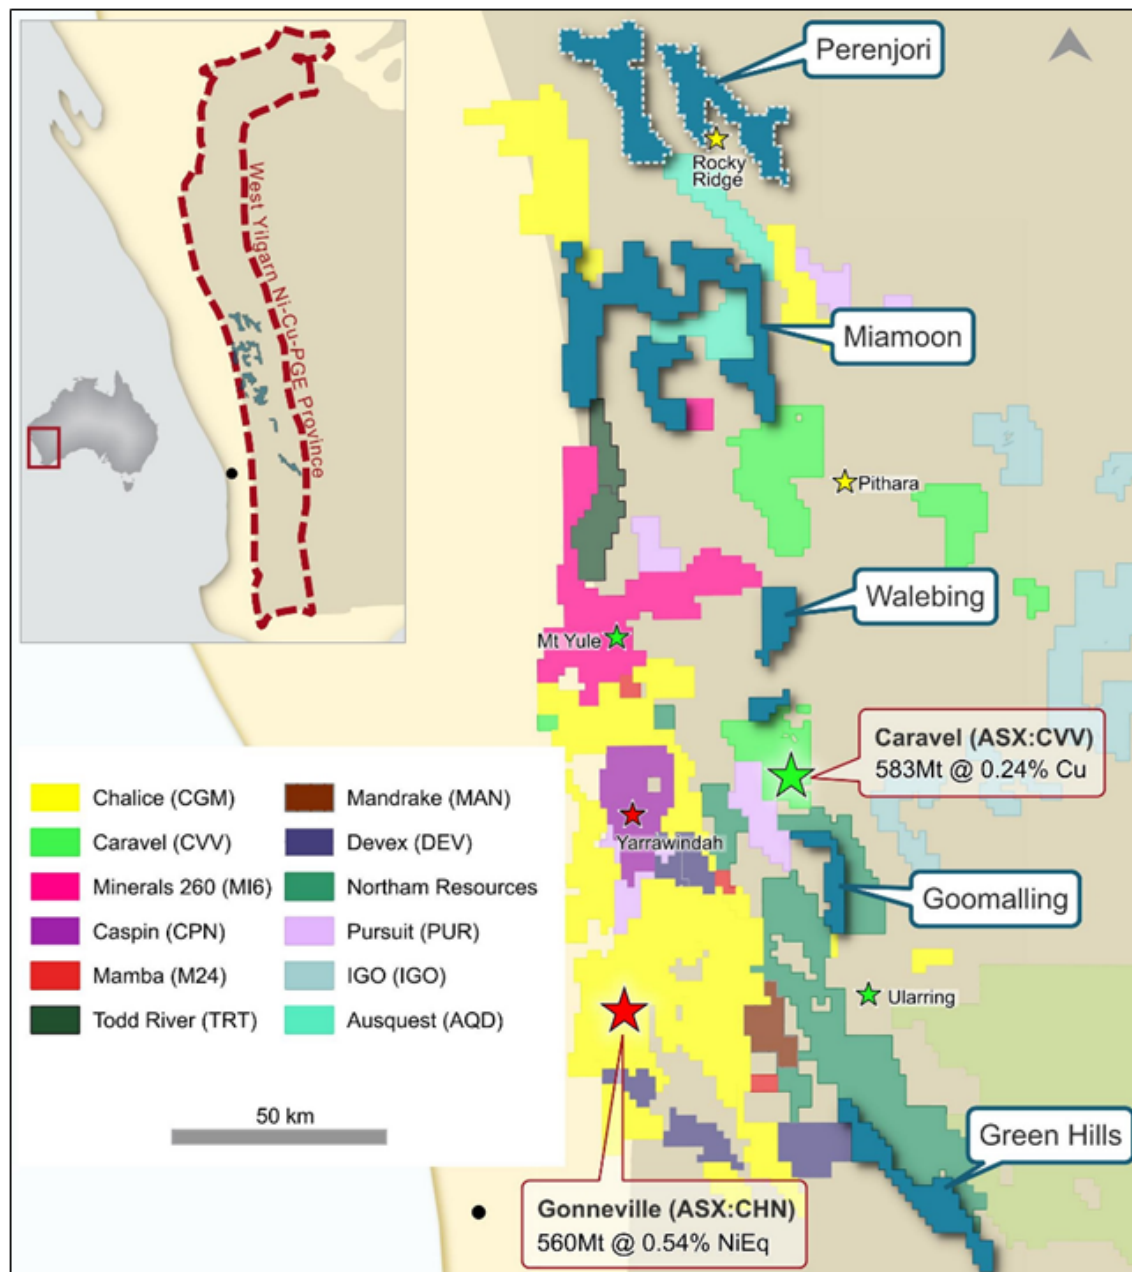 Perenjori
Rocky
Ridge
West Yilgarn Ni-Cu-PGE Province
Miamoon
Pithara
Walebing
Mt Yule
Caravel (ASX:CVV)
583Mt @ 0.24% Cu
Chalice (CGM)
Caravel (CVV)
Minerals 260 (MI6)
Caspin (CPN)
Mamba (M24)
Todd River (TRT)
Mandrake (MAN)
Devex (DEV)
Northam Resources
Pursuit (PUR)
IGO (IGO)
Ausquest (AQD)
Yarrawindah
Goomalling
Ularring
50 km
Green Hills
Gonneville (ASX:CHN)
560Mt @ 0.54% NiEq